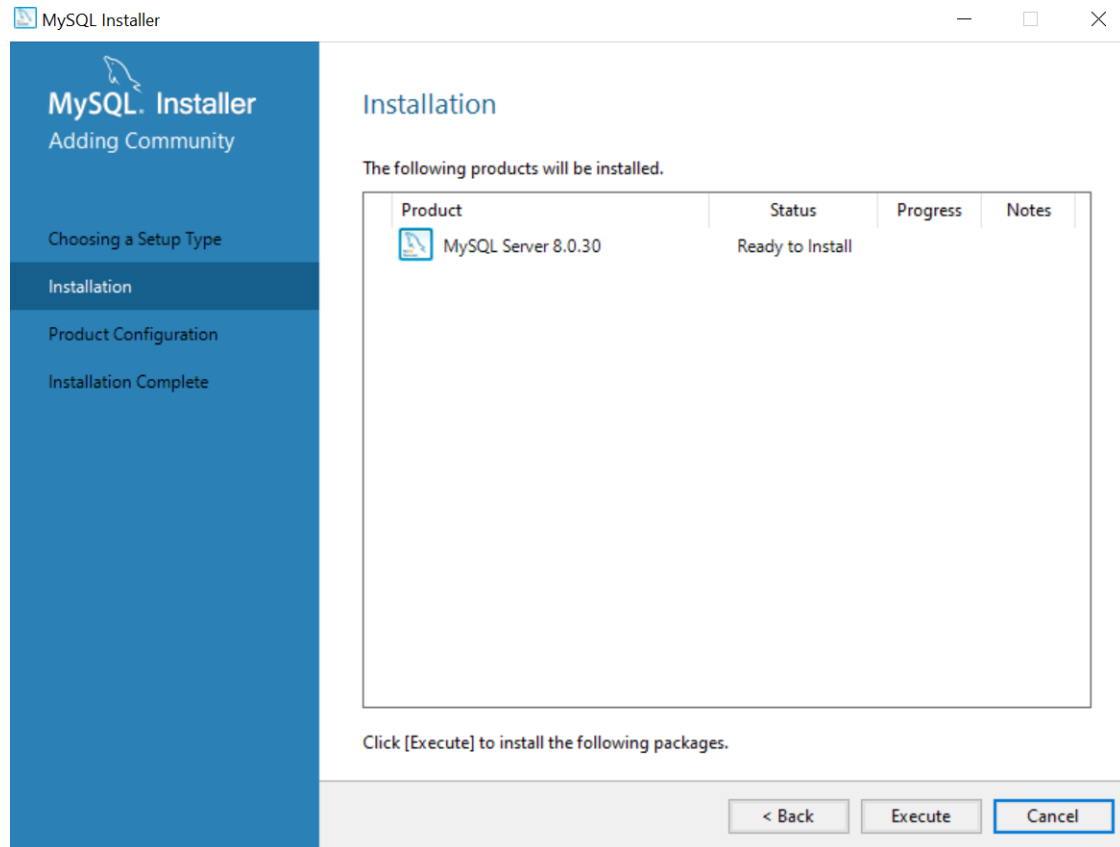 MySQL Installer
MySQL. Installer
Adding Community
Choosing a Setup Type
Installation
Product Configuration
Installation Complete
Installation
The following products will be installed.
Product Status Progress Notes
MySQL Server 8.0.30 Ready to Install
Click [Execute] to install the following packages.
< Back Execute Cancel